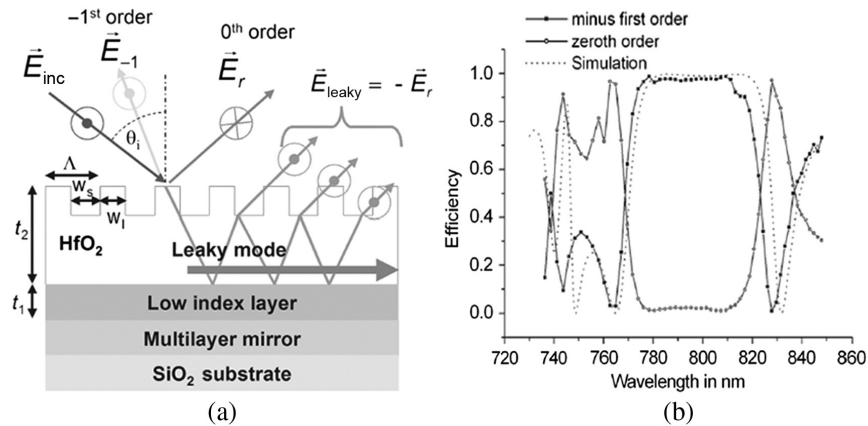 −1st order
0th order
E⃗inc
E⃗−1
E⃗r
E⃗leaky = - E⃗r
θi
Λ
ws
wl
t2
HfO2
Leaky mode
t1
Low index layer
Multilayer mirror
SiO2 substrate
(a)
minus first order
zeroth order
Simulation
Efficiency
1.0
0.8
0.6
0.4
0.2
0.0
720 740 760 780 800 820 840 860
Wavelength in nm
(b)